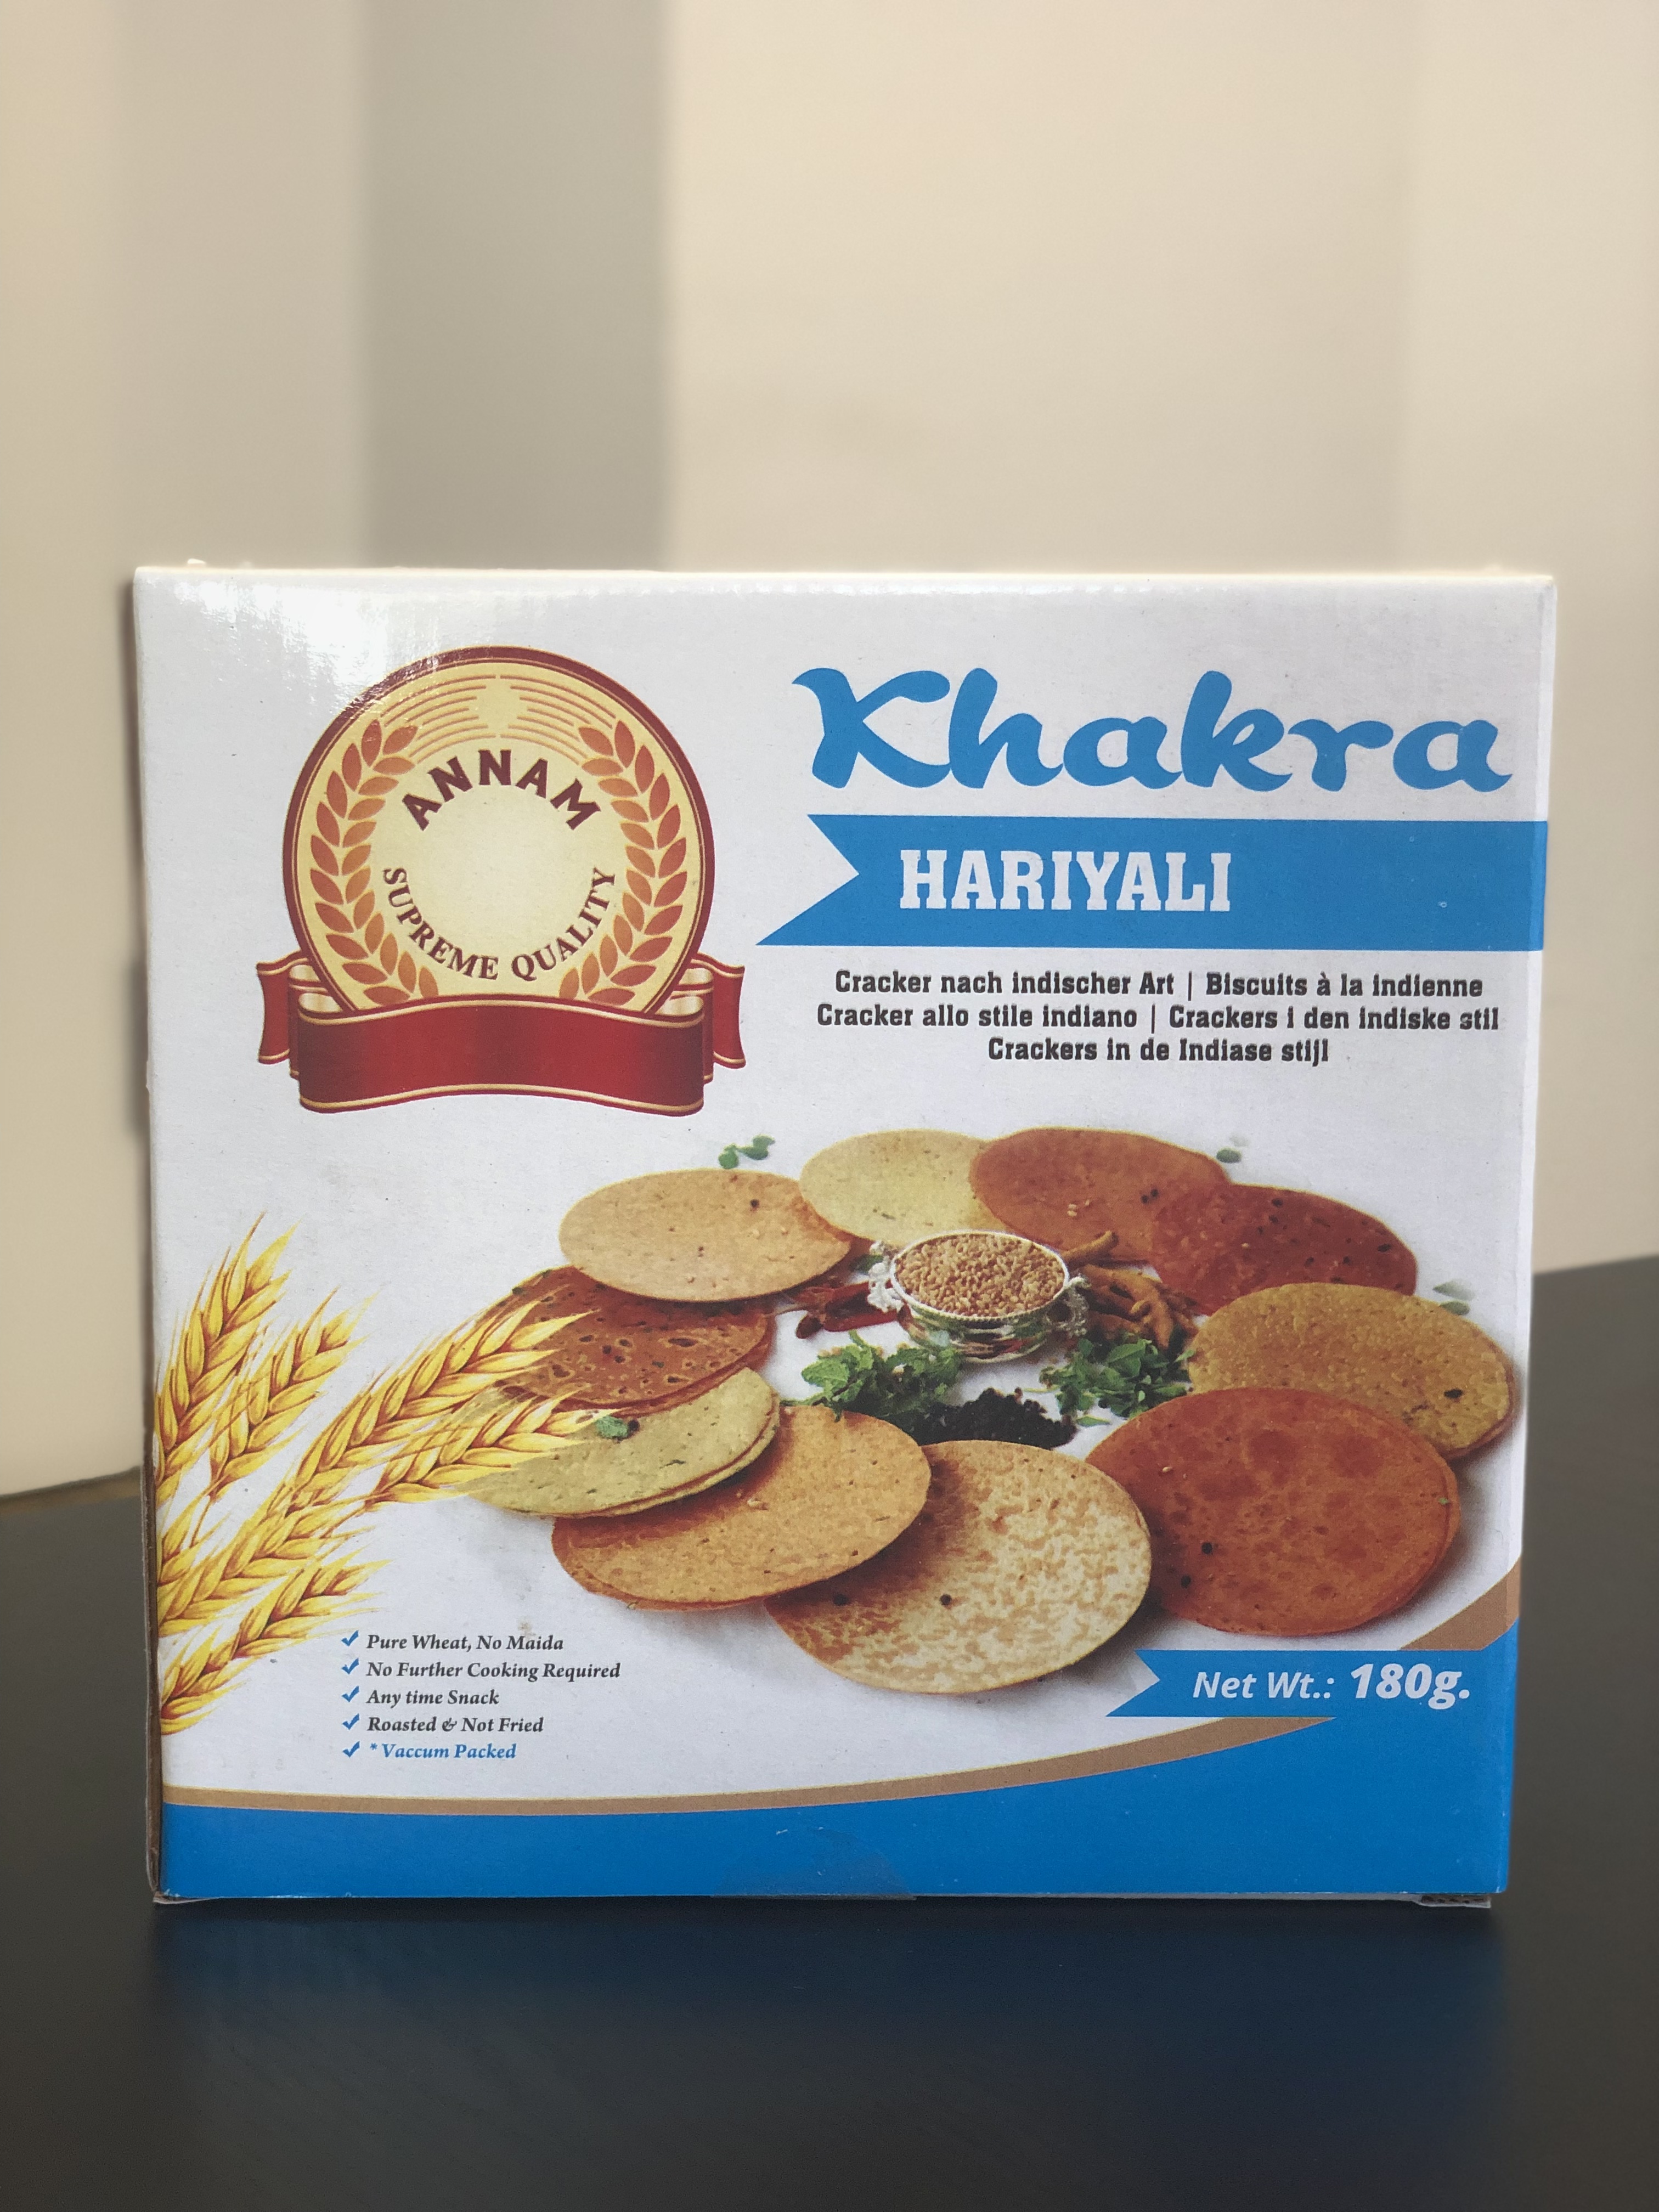 ANNAM
SUPREME QUALITY
Khakra
HARIYALI
Cracker nach indischer Art | Biscuits à la indienne
Cracker allo stile indiano | Crackers i den indiske stil
Crackers in de Indiase stijl
✓ Pure Wheat, No Maida
✓ No Further Cooking Required
✓ Any time Snack
✓ Roasted & Not Fried
✓ *Vaccum Packed
Net Wt.: 180g.